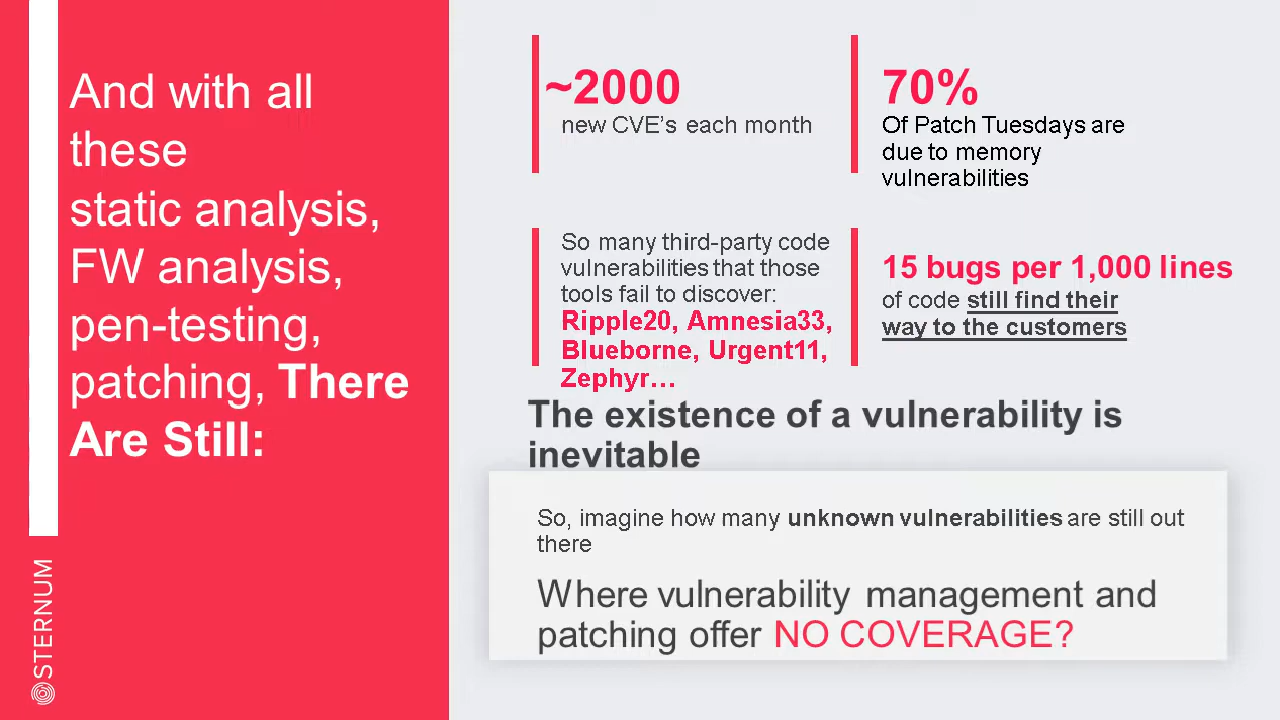 And with all
these
static analysis,
FW analysis,
pen-testing,
patching, There
Are Still:
STERNUM
~2000
new CVE's each month
70%
Of Patch Tuesdays are
due to memory
vulnerabilities
So many third-party code
vulnerabilities that those
tools fail to discover:
Ripple20, Amnesia33,
Blueborne, Urgent11,
Zephyr...
15 bugs per 1,000 lines
of code still find their
way to the customers
The existence of a vulnerability is
inevitable
So, imagine how many unknown vulnerabilities are still out
there
Where vulnerability management and
patching offer NO COVERAGE?